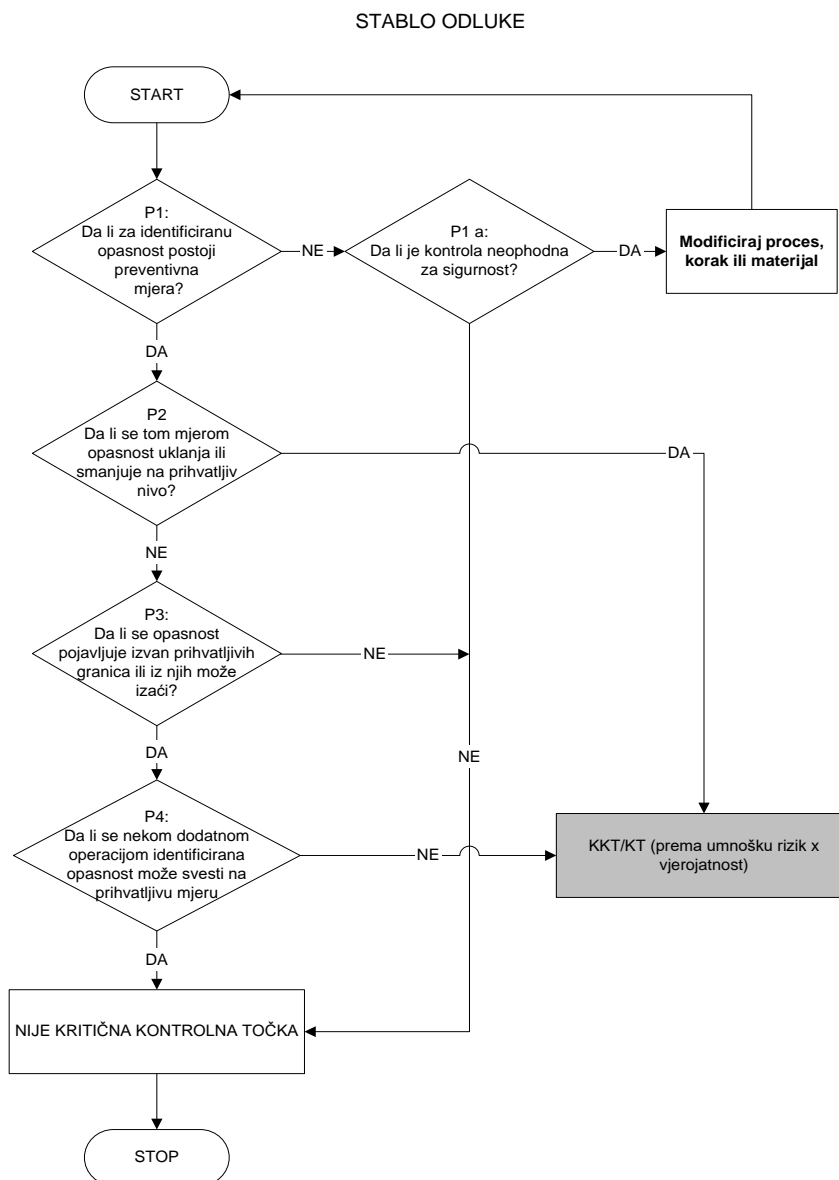 STABLO ODLUKE
START
P1:
Da li za identificiranu
opasnost postoji
preventivna
mjera?
NE
P1 a:
Da li je kontrola neophodna
za sigurnost?
DA
Modificiraj proces,
korak ili materijal
DA
P2
Da li se tom mjerom
opasnost uklanja ili
smanjuje na prihvatljiv
nivo?
DA
NE
P3:
Da li se opasnost
pojavljuje izvan prihvatljivih
granica ili iz njih može
izaći?
NE
DA
NE
P4:
Da li se nekom dodatnom
operacijom identificirana
opasnost može svesti na
prihvatljivu mjeru
NE
KKT/KT (prema umnošku rizik x
vjerojatnost)
DA
NIJE KRITIČNA KONTROLNA TOČKA
STOP